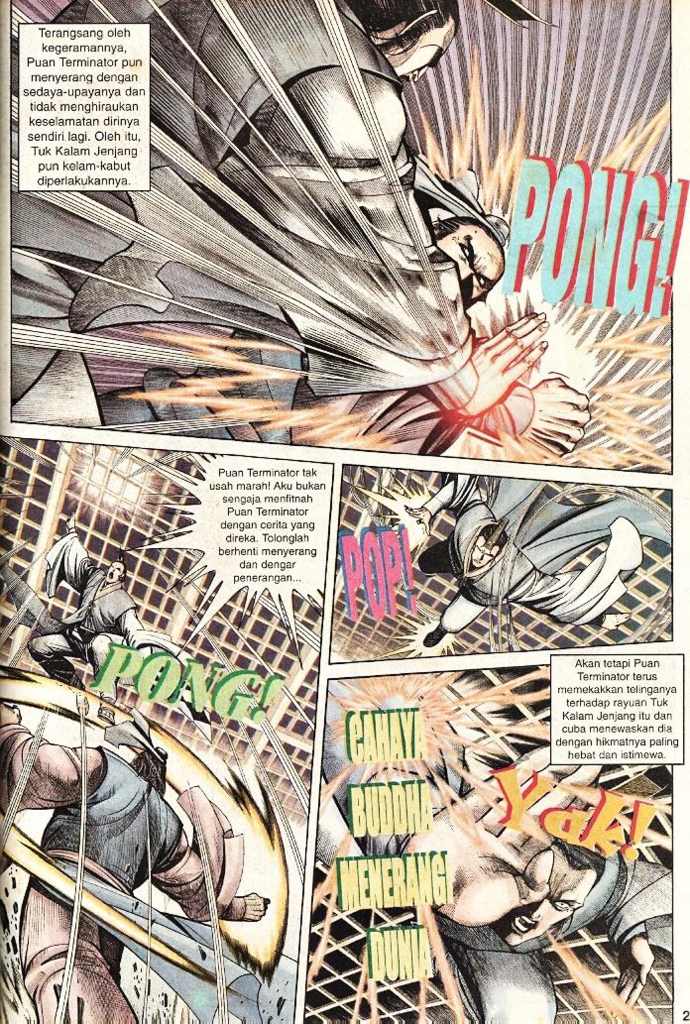 Terangsang oleh
kegeramannya,
Puan Terminator pun
menyerang dengan
sedaya-upayanya dan
tidak menghiraukan
keselamatan dirinya
sendiri lagi. Oleh itu,
Tuk Kalam Jenjang
pun kelam-kabut
diperlakukannya.
PONG!
Puan Terminator tak
usah marah! Aku bukan
sengaja menfitnah
Puan Terminator
dengan cerita yang
direka. Tolonglah
berhenti menyerang
dan dengar
penerangan...
POP!
PONG!
Akan tetapi Puan
Terminator terus
memekakkan telinganya
terhadap rayuan Tuk
Kalam Jenjang itu dan
cuba menewaskan dia
dengan hikmatnya paling
hebat dan istimewa.
CAHAYA
BUDDHA
MENERANGI
DUNIA
Yak!
2